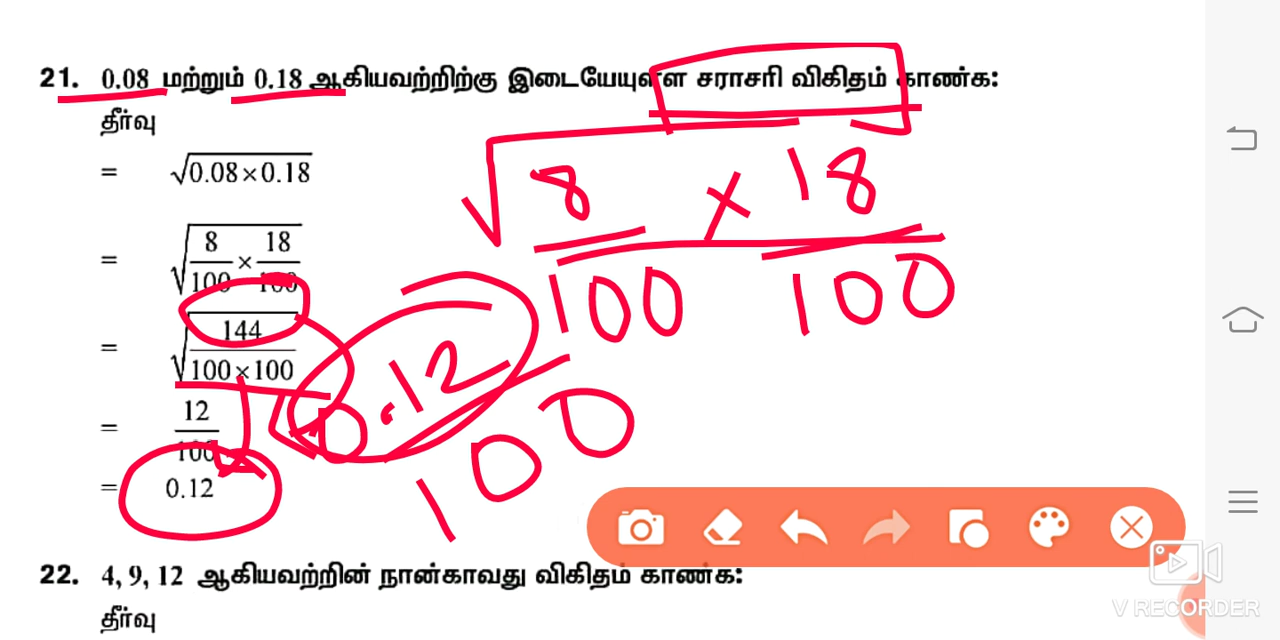 21. 0.08 மற்றும் 0.18 ஆகியவற்றிற்கு இடையேயுள்ள சராசரி விகிதம் காண்க:
தீர்வு
= √0.08×0.18
= √8/100 × 18/100
= √144/100×100
= 12/100
= 0.12
√8/100 × 18/100
0.12
100
22. 4, 9, 12 ஆகியவற்றின் நான்காவது விகிதம் காண்க:
தீர்வு
V RECORDER